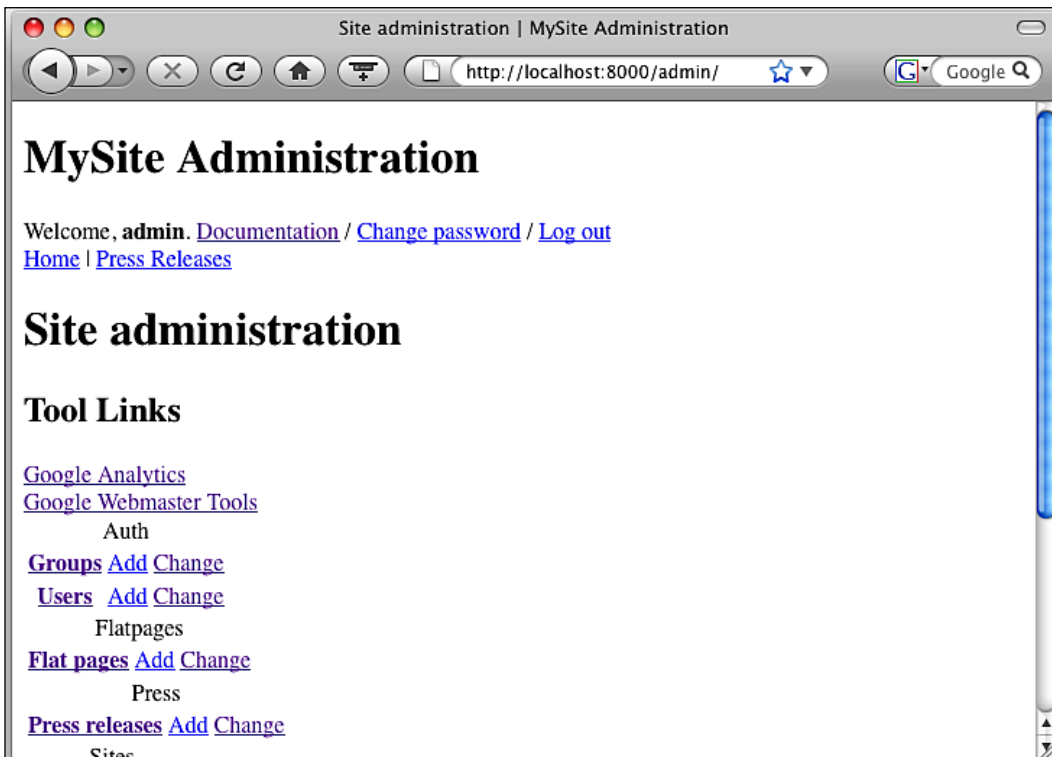 Site administration | MySite Administration
http://localhost:8000/admin/
G Google
MySite Administration
Welcome, admin. Documentation / Change password / Log out
Home | Press Releases
Site administration
Tool Links
Google Analytics
Google Webmaster Tools
Auth
Groups Add Change
Users Add Change
Flatpages
Flat pages Add Change
Press
Press releases Add Change
Sites